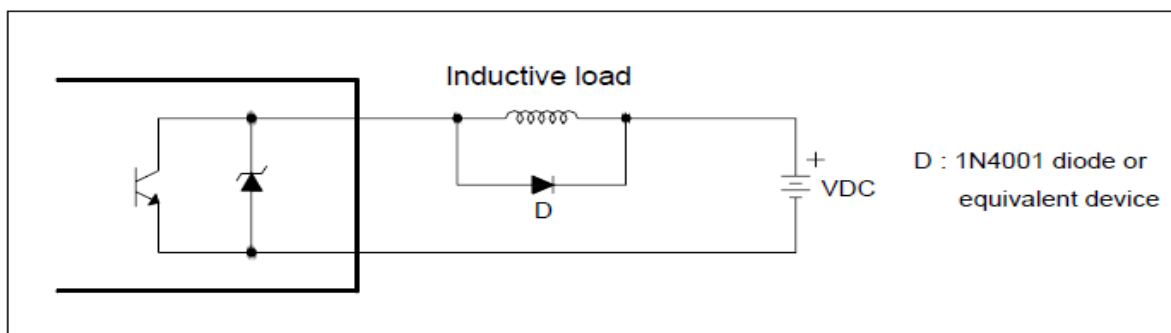 Inductive load
D
+
VDC
D : 1N4001 diode or
equivalent device